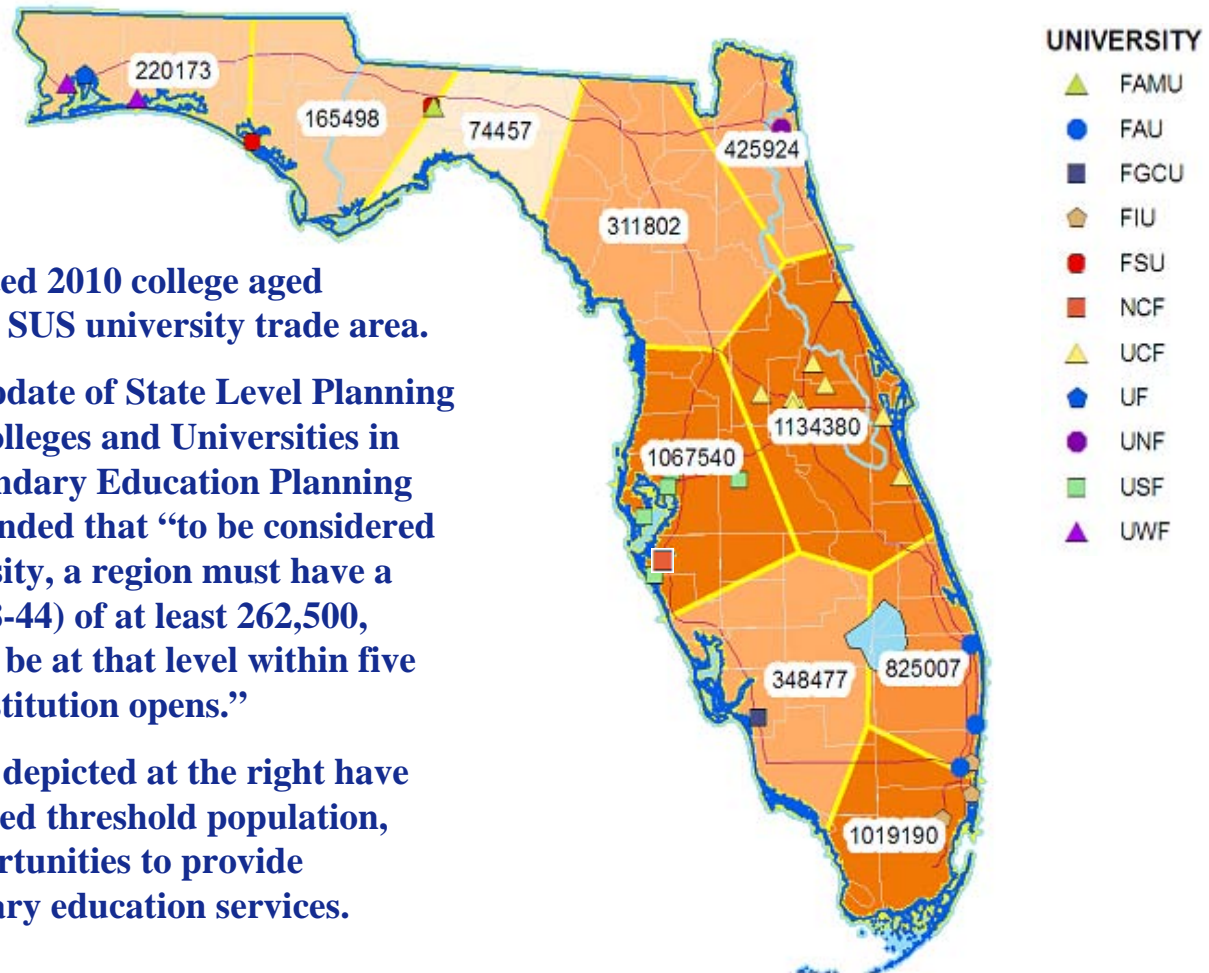 220173
165498
74457
425924
311802
1134380
1067540
348477
825007
1019190
UNIVERSITY
FAMU
FAU
FGCU
FIU
FSU
NCF
UCF
UF
UNF
USF
UWF
ed 2010 college aged
SUS university trade area.
date of State Level Planning
olleges and Universities in
ndary Education Planning
nded that “to be considered
sity, a region must have a
-44) of at least 262,500,
be at that level within five
stitution opens.”
depicted at the right have
ed threshold population,
rtunities to provide
ary education services.